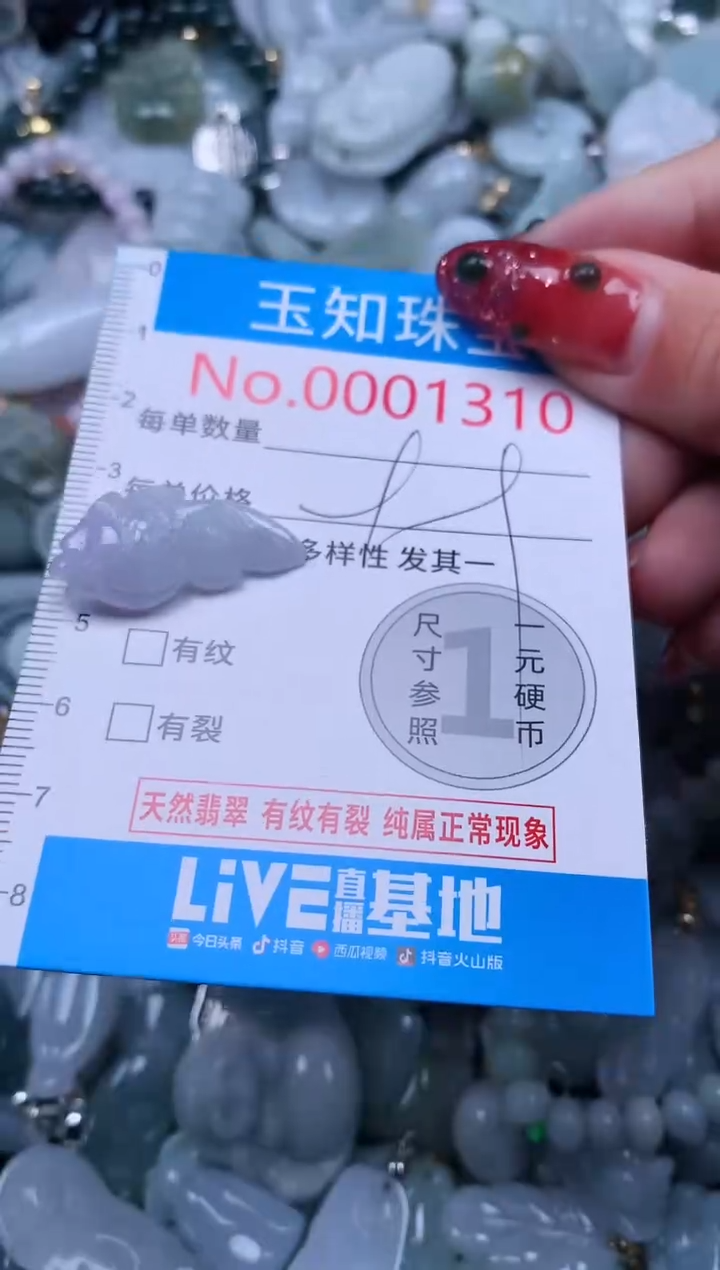 0
1
2
3
5
6
7
8
玉知珠宝
No.0001310
每单数量
每单价格
多样性 发其一
有纹
有裂
尺寸参照
1
一元硬币
天然翡翠 有纹有裂 纯属正常现象
LiVE直播基地
头条 今日头条 抖音 西瓜视频 抖音火山版